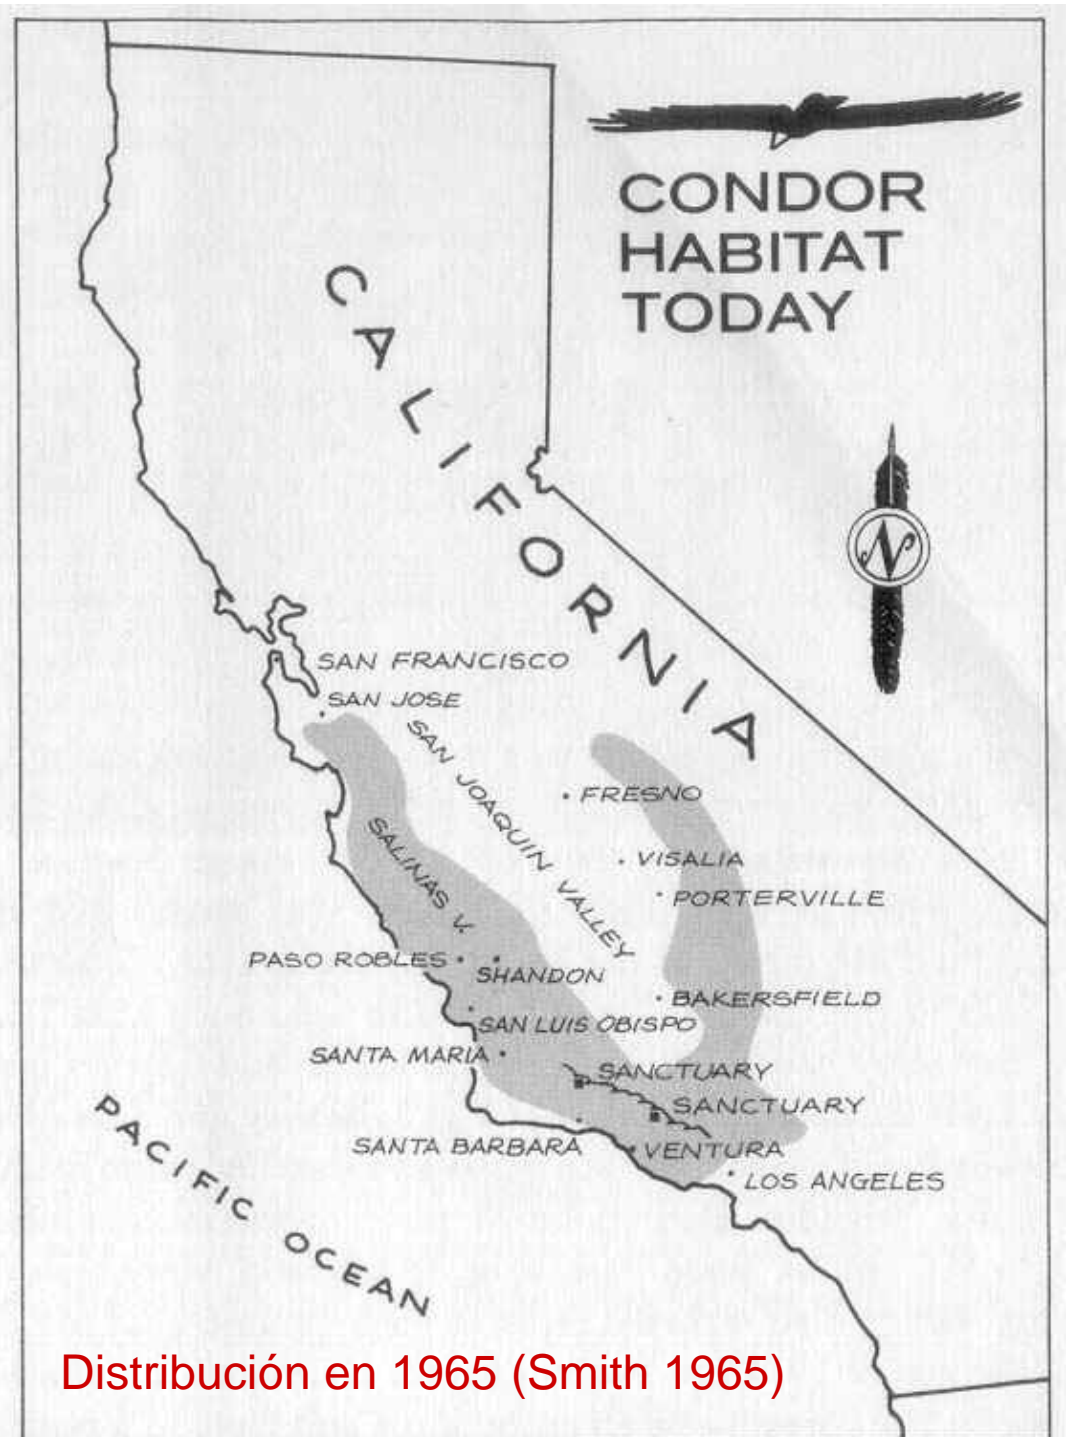 CONDOR
HABITAT
TODAY
CALIFORNIA
N
SAN FRANCISCO
SAN JOSE
SAN JOAQUIN VALLEY
FRESNO
SALINAS V.
VISALIA
PORTERVILLE
PASO ROBLES
SHANDON
BAKERSFIELD
SAN LUIS OBISPO
SANTA MARIA
SANCTUARY
SANCTUARY
SANTA BARBARA
VENTURA
LOS ANGELES
PACIFIC OCEAN
Distribución en 1965 (Smith 1965)